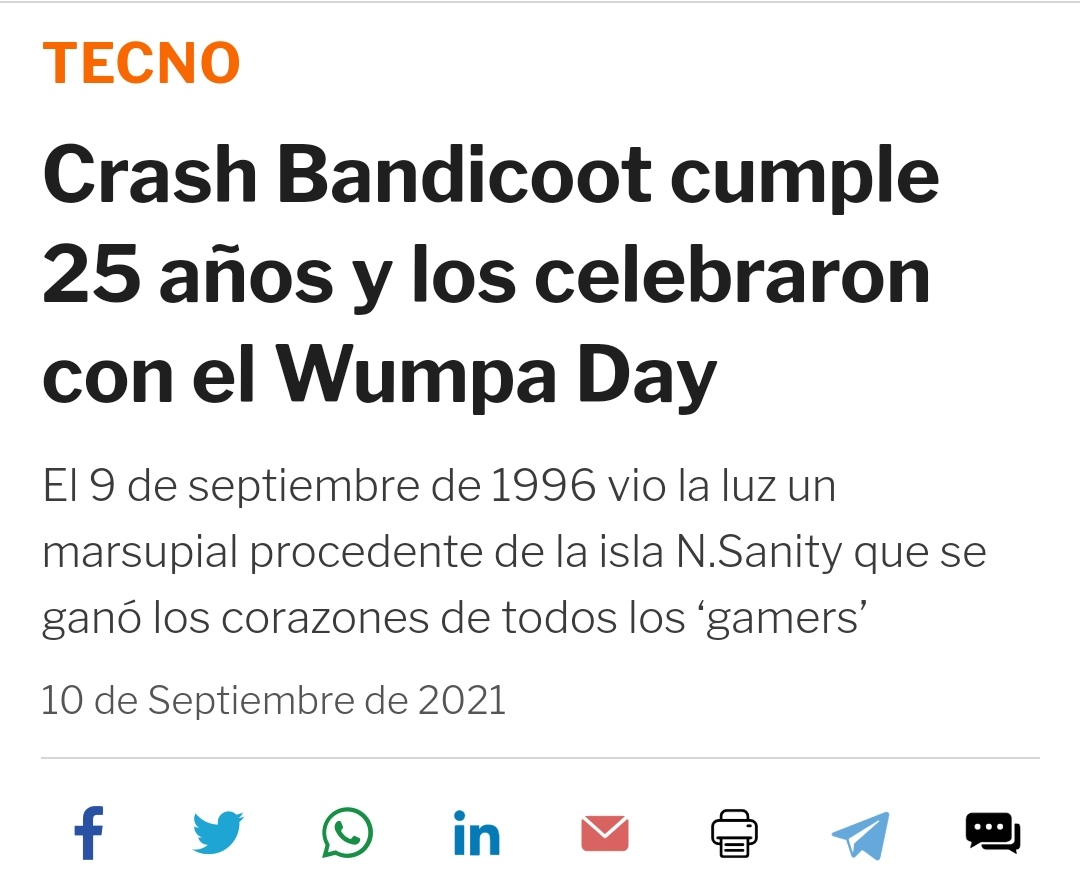 TECNO
Crash Bandicoot cumple
25 años y los celebraron
con el Wumpa Day
El 9 de septiembre de 1996 vio la luz un
marsupial procedente de la isla N.Sanity que se
ganó los corazones de todos los ‘gamers’
10 de Septiembre de 2021